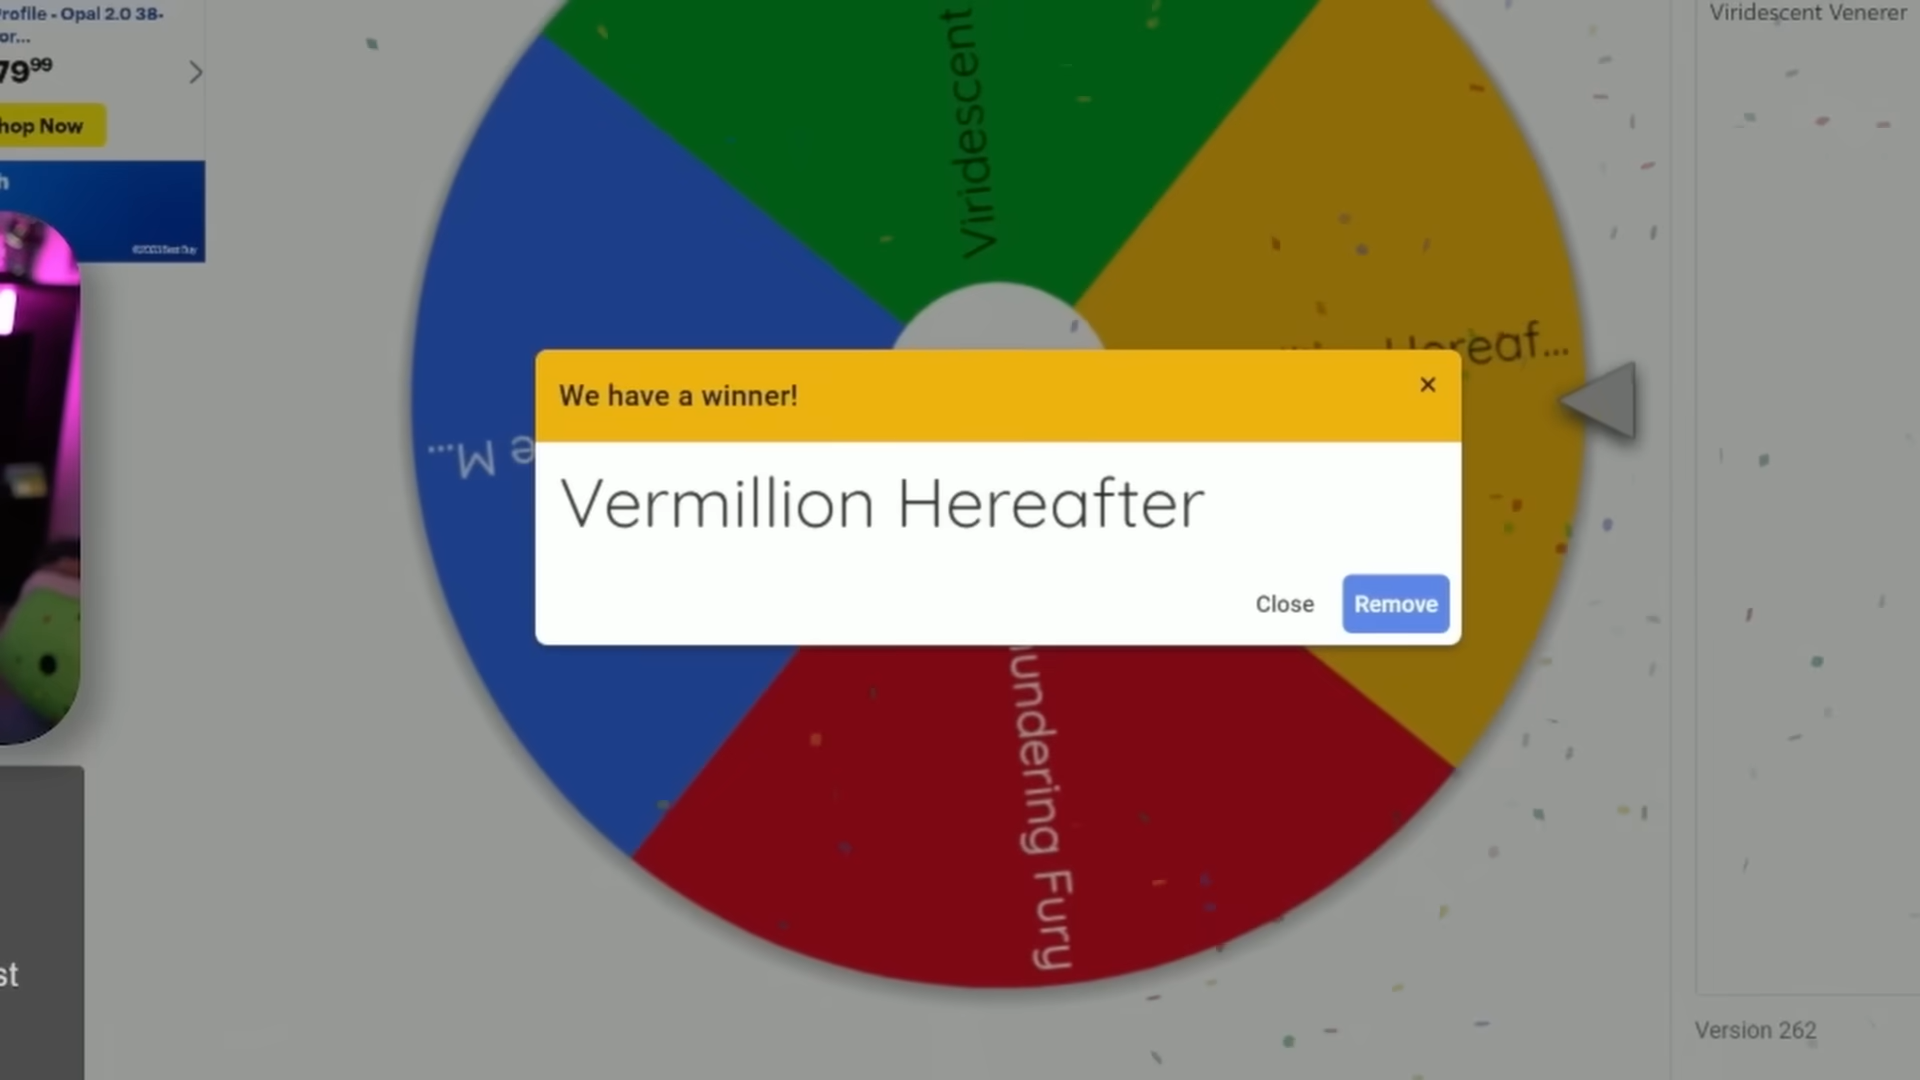 rofile - Opal 2.0 38-
or...
79⁹⁹
hop Now
h
Viridescent
Viridescent Venerer
Hereaf...
We have a winner!
×
e M...
Vermillion Hereafter
Close
Remove
undering Fury
st
Version 262